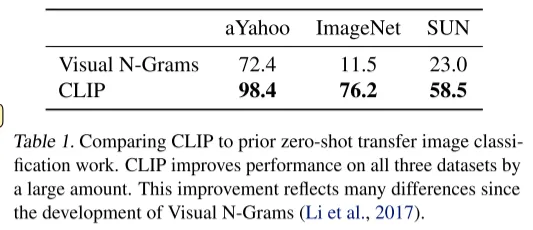 aYahoo ImageNet SUN
Visual N-Grams 72.4 11.5 23.0
CLIP 98.4 76.2 58.5
Table 1. Comparing CLIP to prior zero-shot transfer image classi-
fication work. CLIP improves performance on all three datasets by
a large amount. This improvement reflects many differences since
the development of Visual N-Grams (Li et al., 2017).